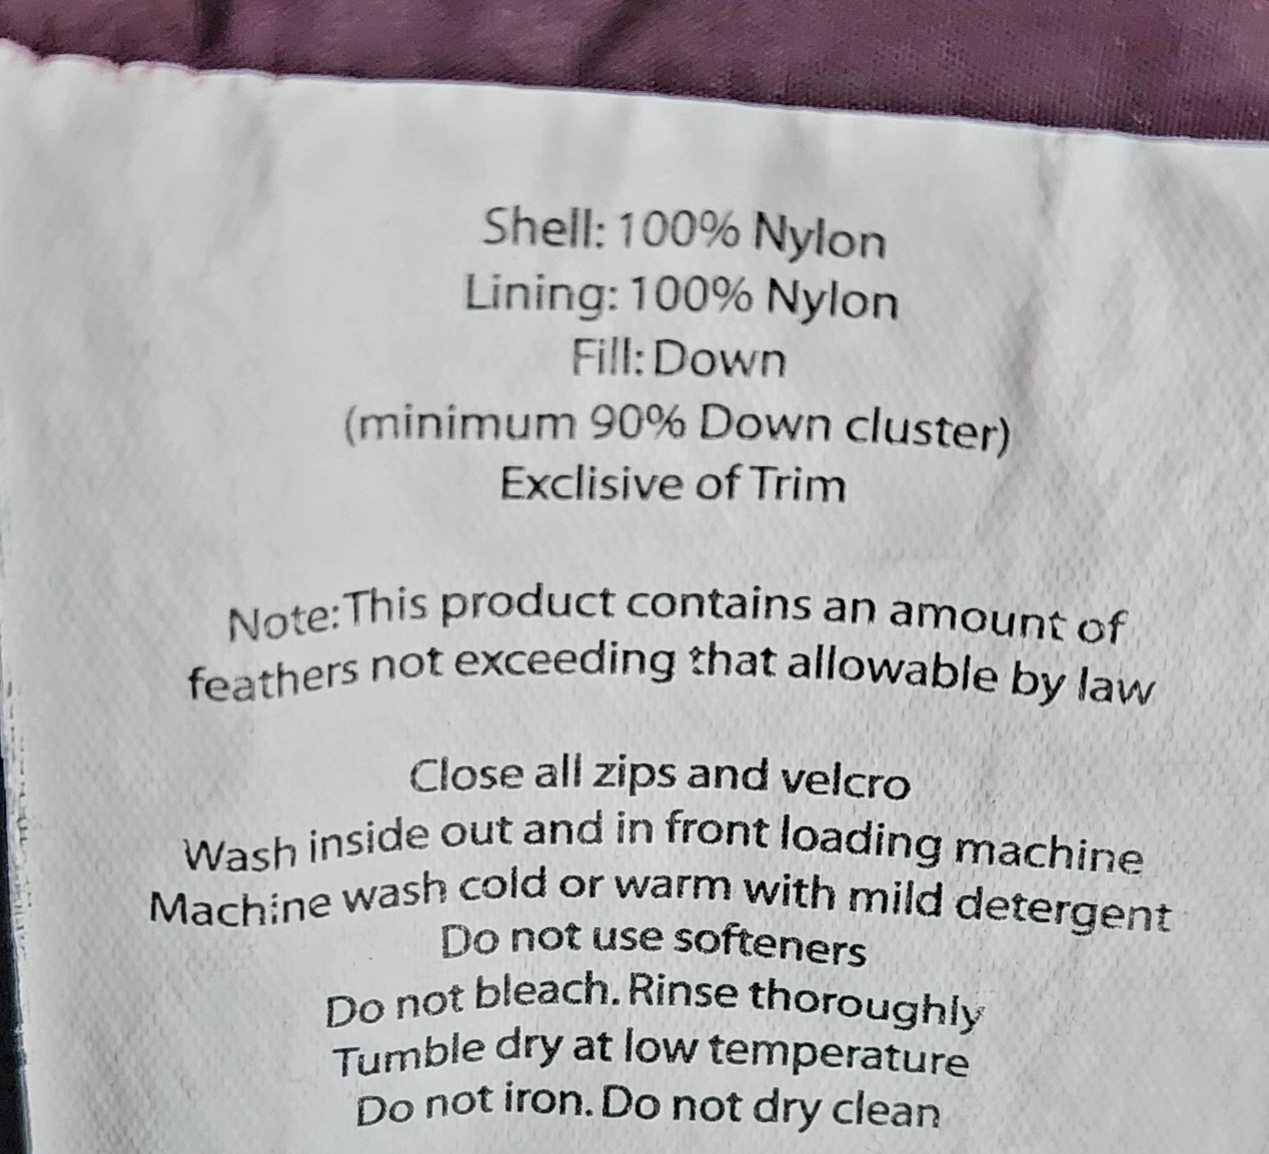 Shell: 100% Nylon
Lining: 100% Nylon
Fill: Down
(minimum 90% Down cluster)
Exclisive of Trim
Note: This product contains an amount of
feathers not exceeding that allowable by law
Close all zips and velcro
Wash inside out and in front loading machine
Machine wash cold or warm with mild detergent
Do not use softeners
Do not bleach. Rinse thoroughly
Tumble dry at low temperature
Do not iron. Do not dry clean